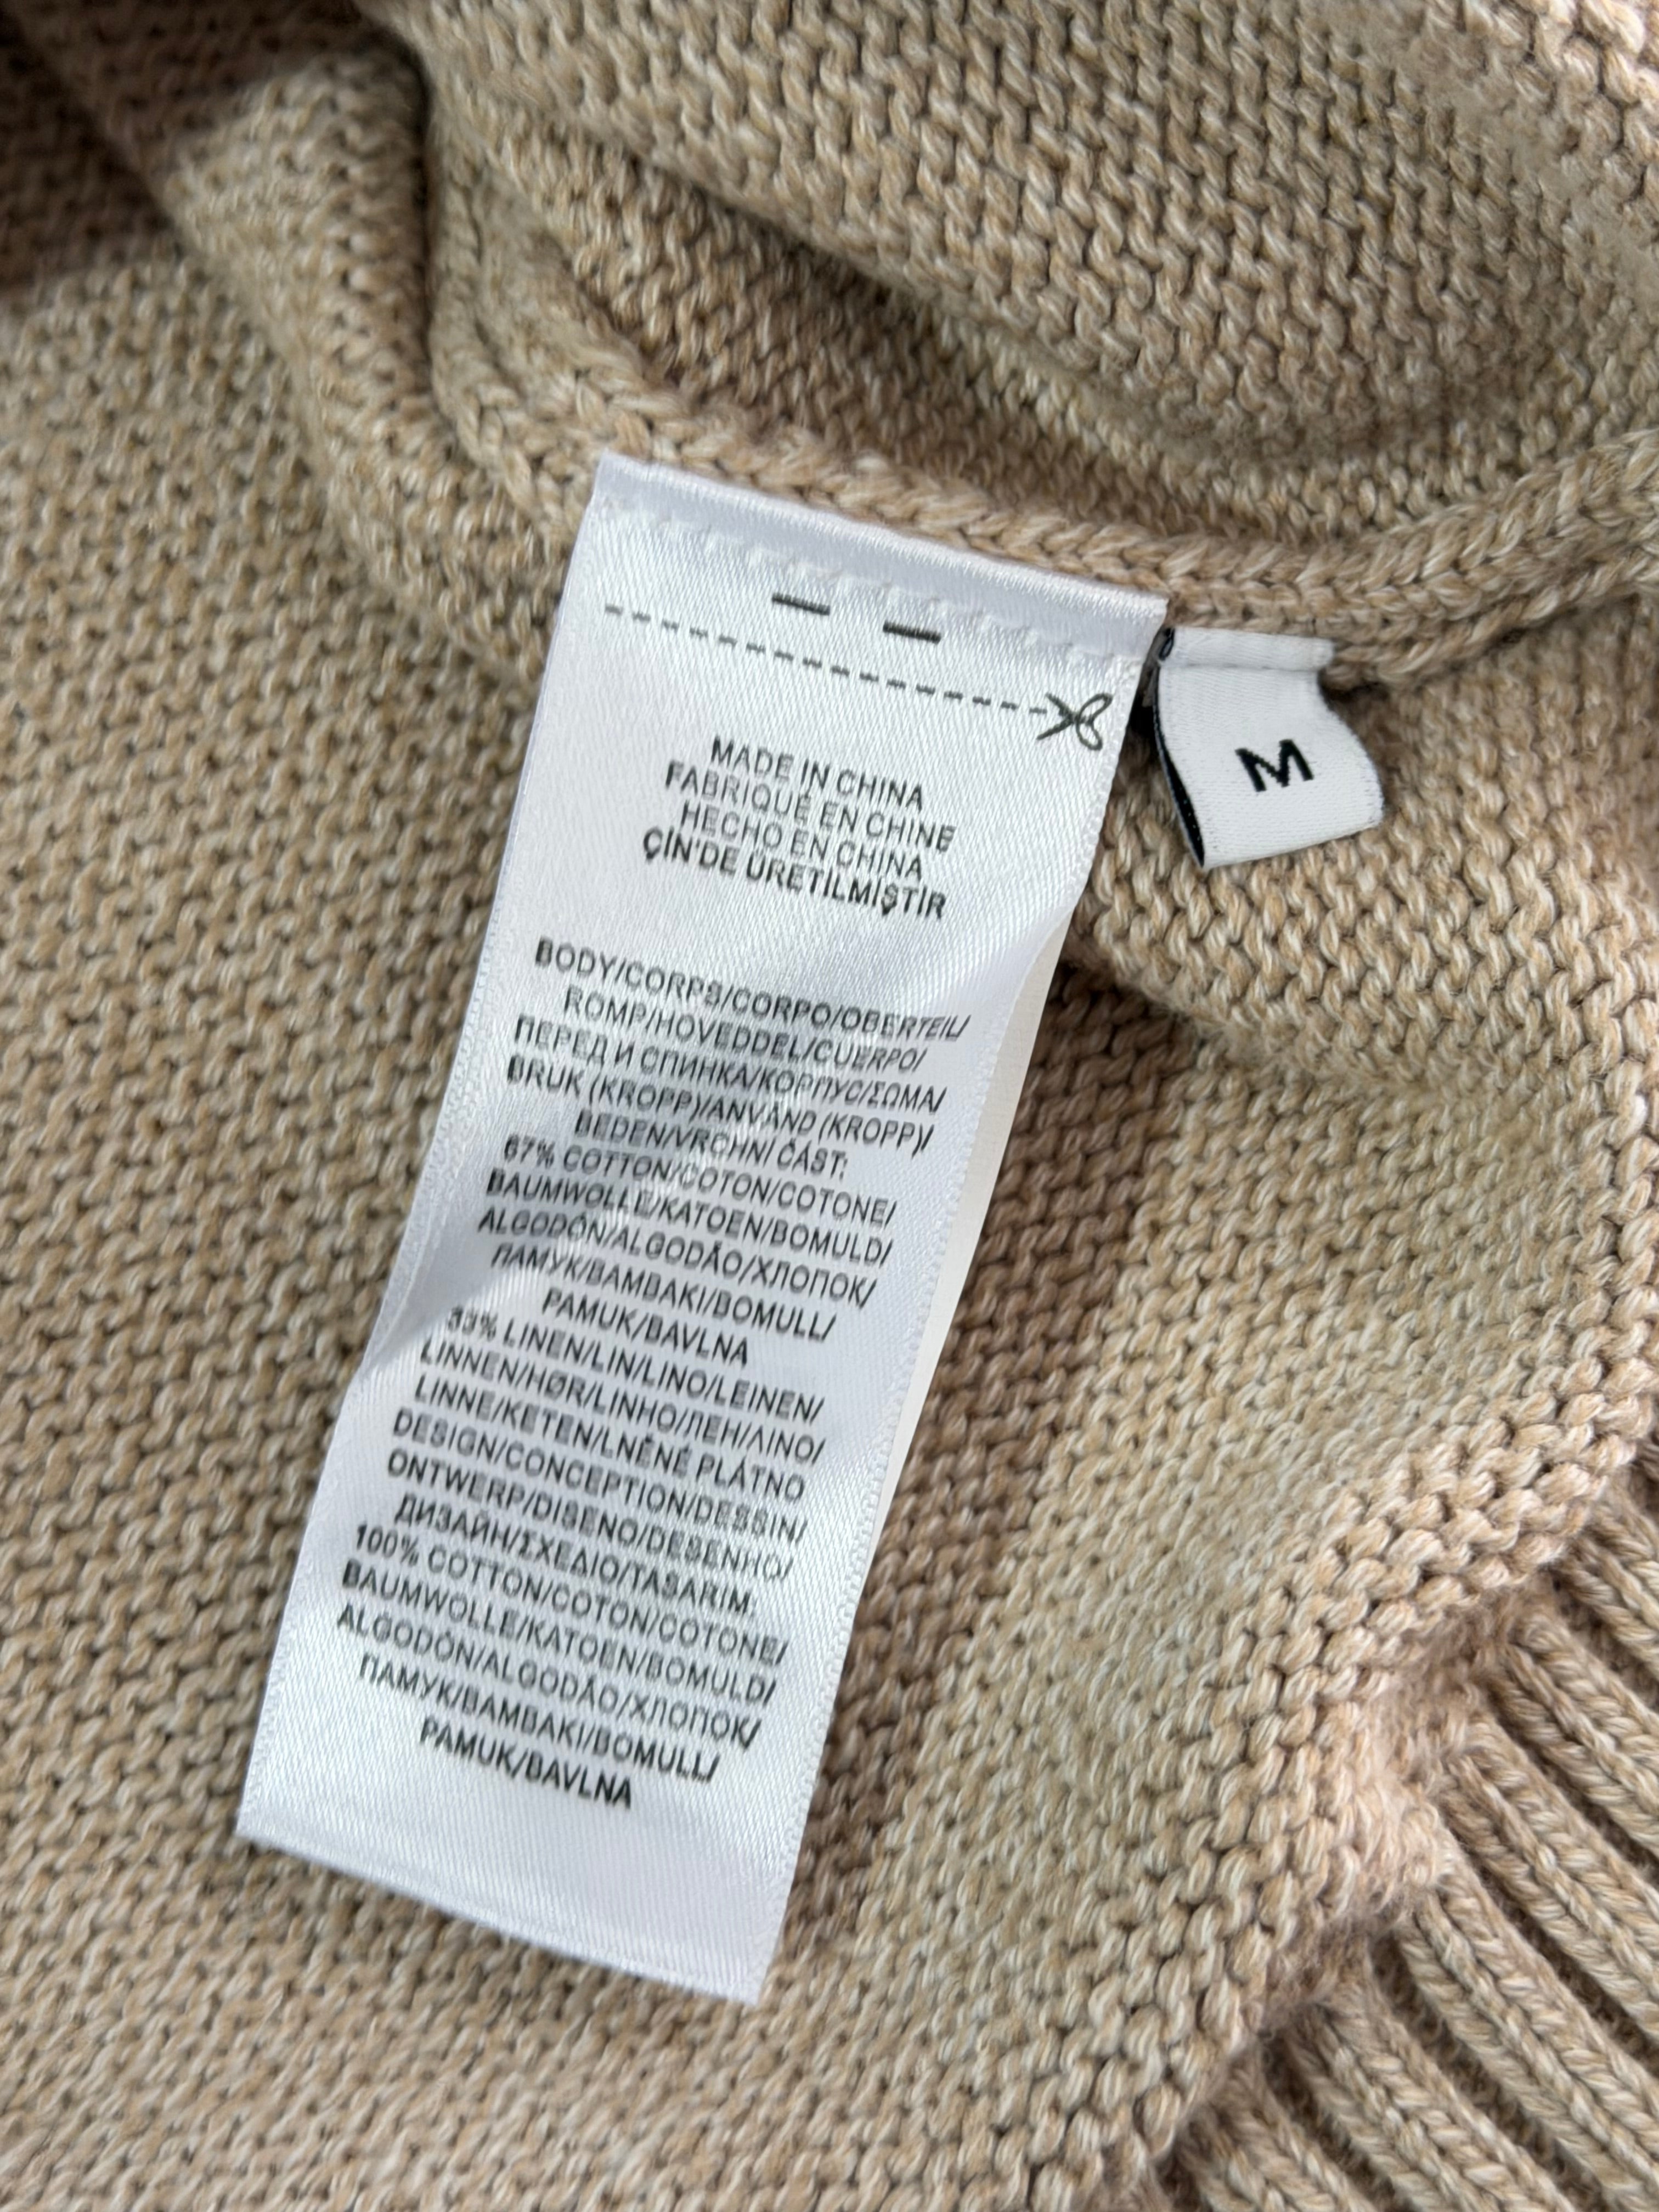 MADE IN CHINA
FABRIQUÉ EN CHINE
HECHO EN CHINA
ÇİN'DE ÜRETİLMİŞTİR
BODY/CORPS/CORPO/OBERTEIL/
ROMP/HOVEDDEL/CUERPO/
ПЕРЕД И СПИНКА/КОРПУС/ΣΩΜΑ/
BRUK (KROPP)/ANVÄND (KROPP)/
BEDEN/VRCHNÍ ČÁST:
67% COTTON/COTON/COTONE/
BAUMWOLLE/KATOEN/BOMULD/
ALGODÓN/ALGODÃO/ХЛОПОК/
ПАМУК/BAMBAKI/BOMULL/
PAMUK/BAVLNA
33% LINEN/LIN/LINO/LEINEN/
LINNEN/HØR/LINHO/ЛЕН/ΛΙΝΟ/
LINNE/KETEN/LNĚNÉ PLÁTNO
DESIGN/CONCEPTION/DESSIN/
ONTWERP/DISENO/DESENHO/
ДИЗАЙН/ΣΧΕΔΙΟ/TASARIM.
100% COTTON/COTON/COTONE/
BAUMWOLLE/KATOEN/BOMULD/
ALGODÓN/ALGODÃO/ХЛОПОК/
ПАМУК/BAMBAKI/BOMULL/
PAMUK/BAVLNA
M